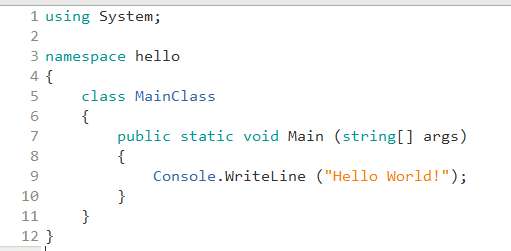 1 using System;
2
3 namespace hello
4 {
5     class MainClass
6     {
7         public static void Main (string[] args)
8         {
9             Console.WriteLine ("Hello World!");
10         }
11     }
12 }